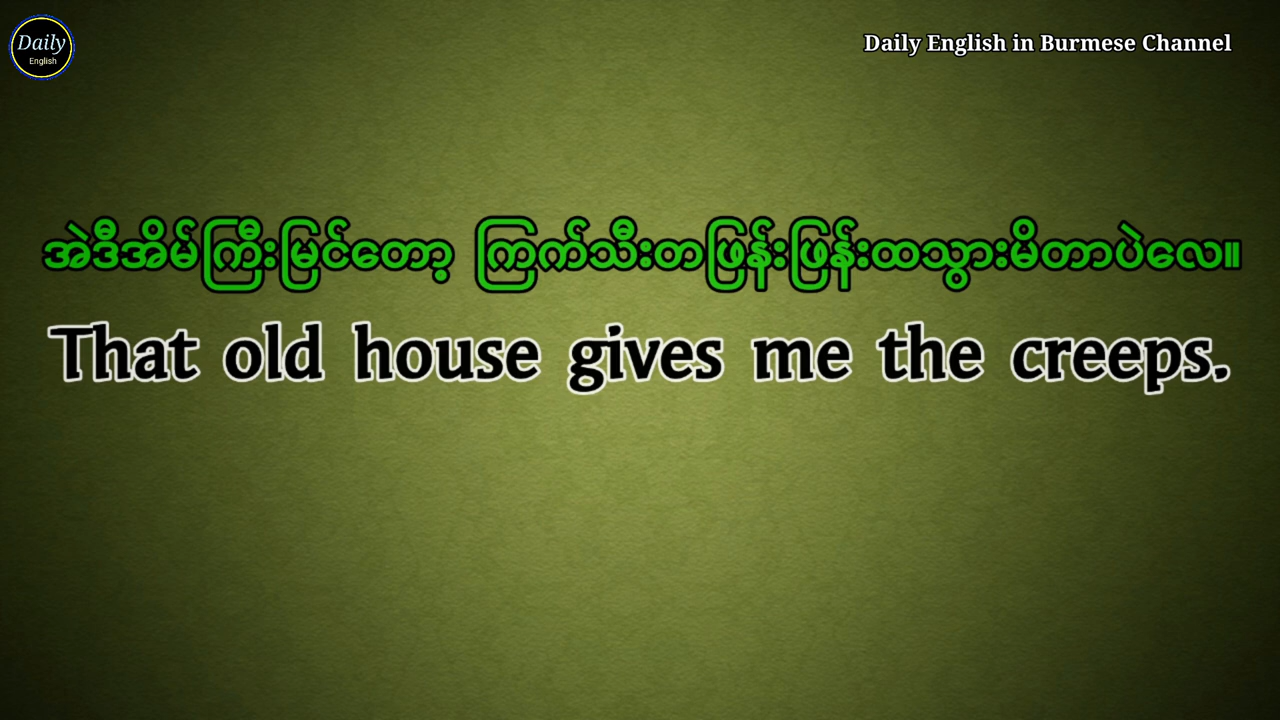 Daily
English
Daily English in Burmese Channel
အဲဒီအိမ်ကြီးမြင်တော့ ကြက်သီးတဖြန်းဖြန်းထသွားမိတာပဲလေ။
That old house gives me the creeps.